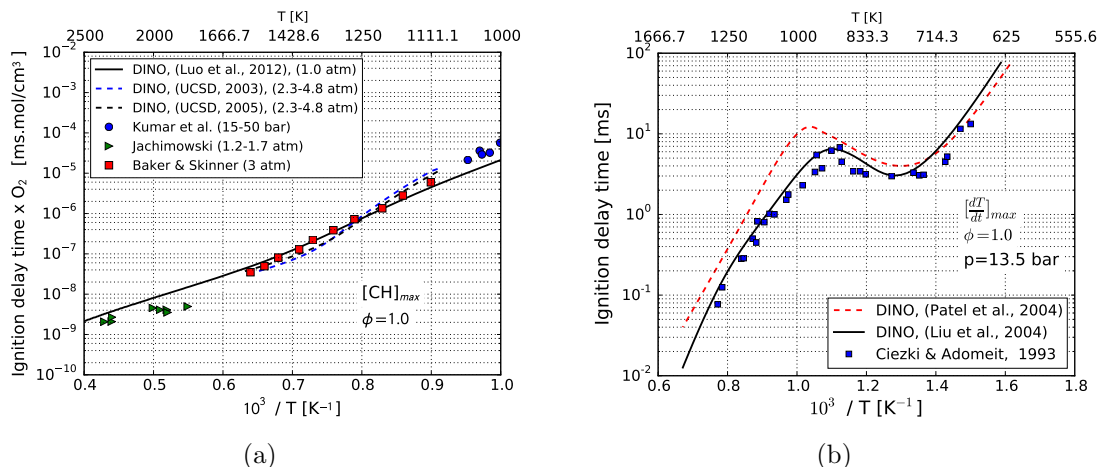 T [K]
2500 2000 1666.7 1428.6 1250 1111.1 1000
Ignition delay time x O₂ [ms.mol/cm³]
10⁻²
10⁻³
10⁻⁴
10⁻⁵
10⁻⁶
10⁻⁷
10⁻⁸
10⁻⁹
10⁻¹⁰
DINO, (Luo et al., 2012), (1.0 atm)
DINO, (UCSD, 2003), (2.3-4.8 atm)
DINO, (UCSD, 2005), (2.3-4.8 atm)
Kumar et al. (15-50 bar)
Jachimowski (1.2-1.7 atm)
Baker & Skinner (3 atm)
[CH]ₘₐₓ
ϕ=1.0
0.4 0.5 0.6 0.7 0.8 0.9 1.0
10³ / T [K⁻¹]
(a)
T [K]
1666.7 1250 1000 833.3 714.3 625 555.6
Ignition delay time [ms]
10²
10¹
10⁰
10⁻¹
10⁻²
[dT/dt]ₘₐₓ
ϕ=1.0
p=13.5 bar
DINO, (Patel et al., 2004)
DINO, (Liu et al., 2004)
Ciezki & Adomeit, 1993
0.6 0.8 1.0 1.2 1.4 1.6 1.8
10³ / T [K⁻¹]
(b)